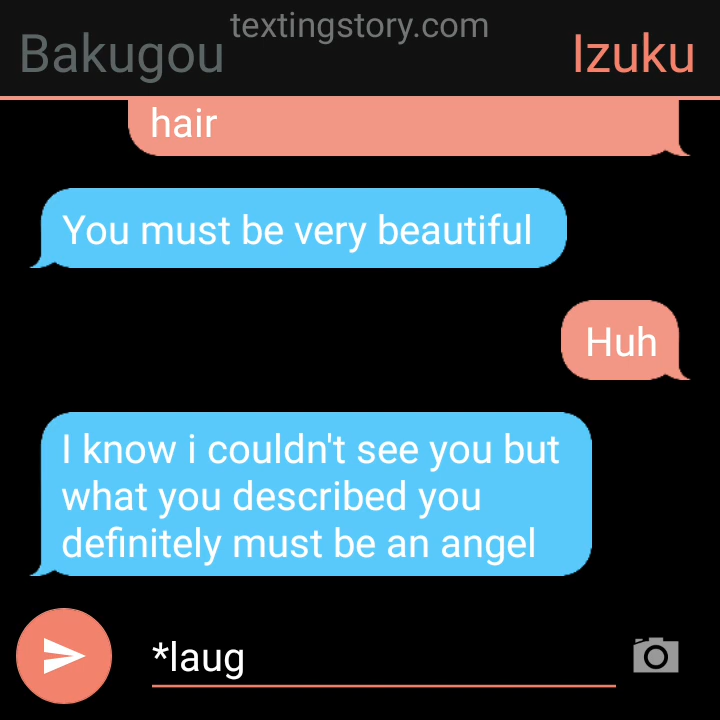 textingstory.com
Bakugou
Izuku
hair
You must be very beautiful
Huh
I know i couldn't see you but
what you described you
definitely must be an angel
*laug